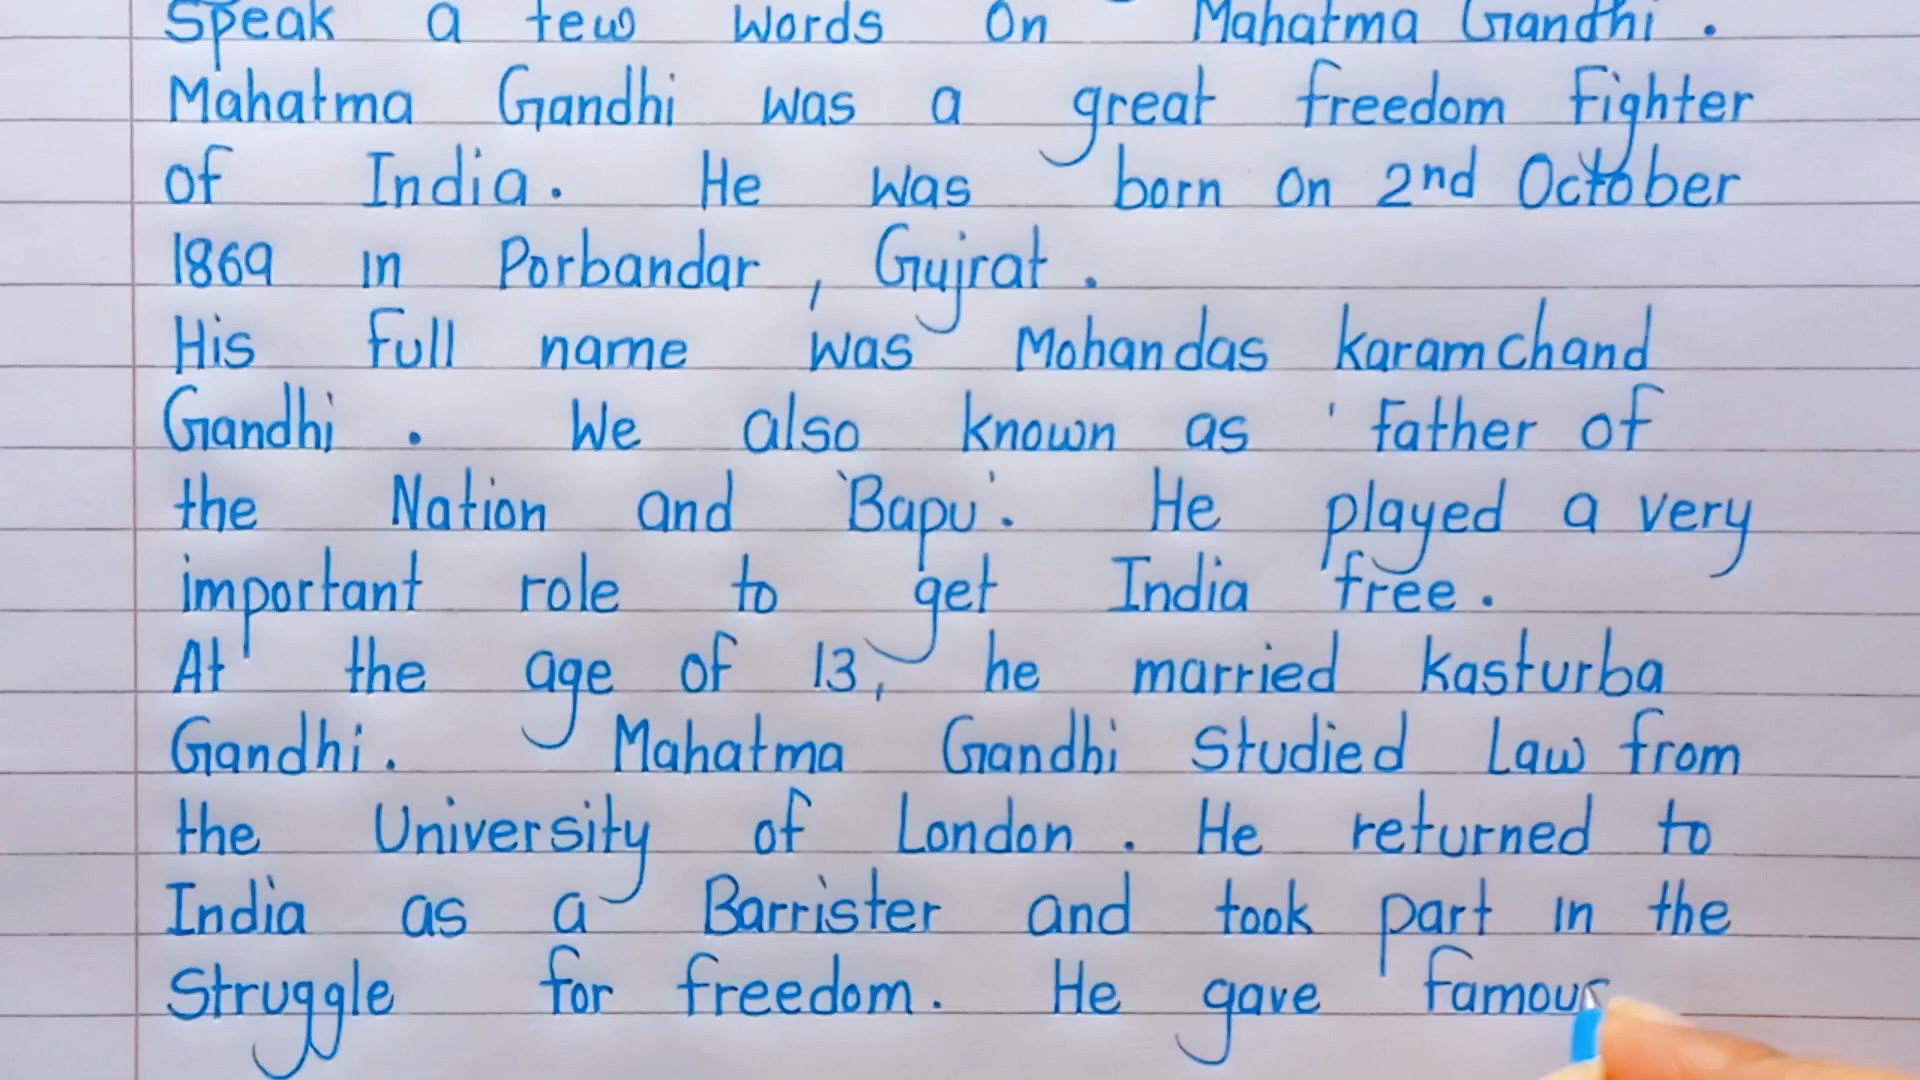 Speak a few words on Mahatma Gandhi .
Mahatma Gandhi was a great freedom fighter
of India. He was born on 2nd October
1869 in Porbandar , Gujrat .
His full name was Mohandas karamchand
Gandhi . We also known as ' father of
the Nation and 'Bapu'. He played a very
important role to get India free .
At the age of 13, he married kasturba
Gandhi. Mahatma Gandhi studied Law from
the University of London . He returned to
India as a Barrister and took part in the
Struggle for freedom. He gave famous